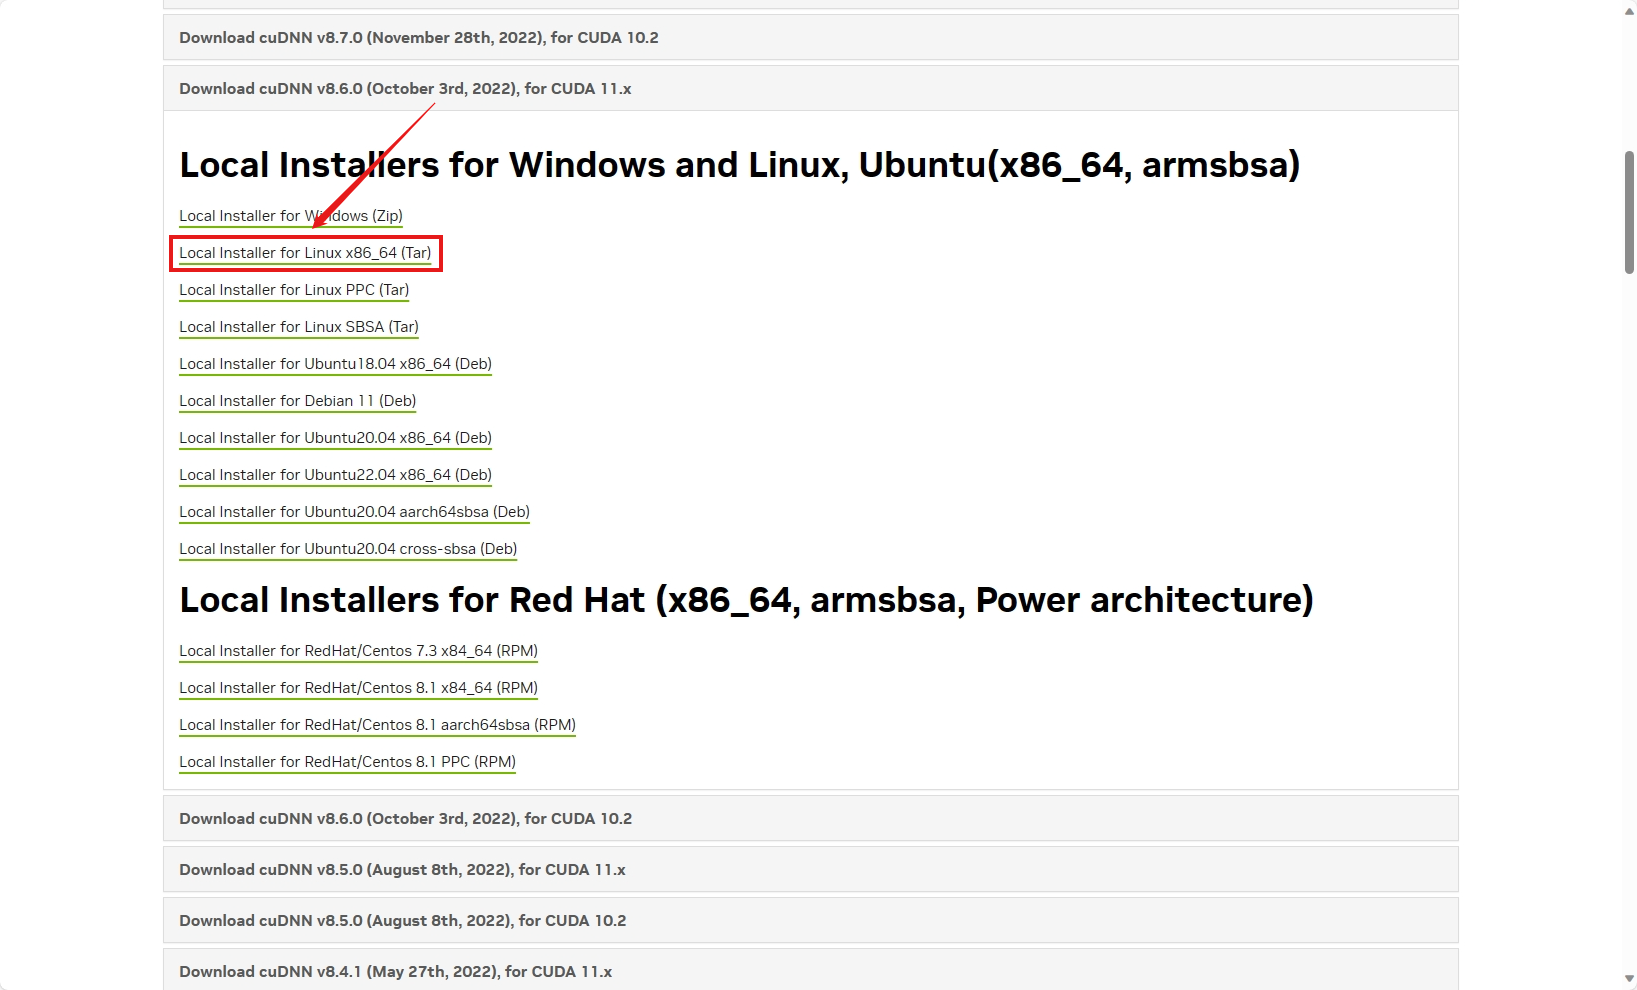 Download cuDNN v8.7.0 (November 28th, 2022), for CUDA 10.2
Download cuDNN v8.6.0 (October 3rd, 2022), for CUDA 11.x
Local Installers for Windows and Linux, Ubuntu(x86_64, armsbsa)
Local Installer for Windows (Zip)
Local Installer for Linux x86_64 (Tar)
Local Installer for Linux PPC (Tar)
Local Installer for Linux SBSA (Tar)
Local Installer for Ubuntu18.04 x86_64 (Deb)
Local Installer for Debian 11 (Deb)
Local Installer for Ubuntu20.04 x86_64 (Deb)
Local Installer for Ubuntu22.04 x86_64 (Deb)
Local Installer for Ubuntu20.04 aarch64sbsa (Deb)
Local Installer for Ubuntu20.04 cross-sbsa (Deb)
Local Installers for Red Hat (x86_64, armsbsa, Power architecture)
Local Installer for RedHat/Centos 7.3 x84_64 (RPM)
Local Installer for RedHat/Centos 8.1 x84_64 (RPM)
Local Installer for RedHat/Centos 8.1 aarch64sbsa (RPM)
Local Installer for RedHat/Centos 8.1 PPC (RPM)
Download cuDNN v8.6.0 (October 3rd, 2022), for CUDA 10.2
Download cuDNN v8.5.0 (August 8th, 2022), for CUDA 11.x
Download cuDNN v8.5.0 (August 8th, 2022), for CUDA 10.2
Download cuDNN v8.4.1 (May 27th, 2022), for CUDA 11.x